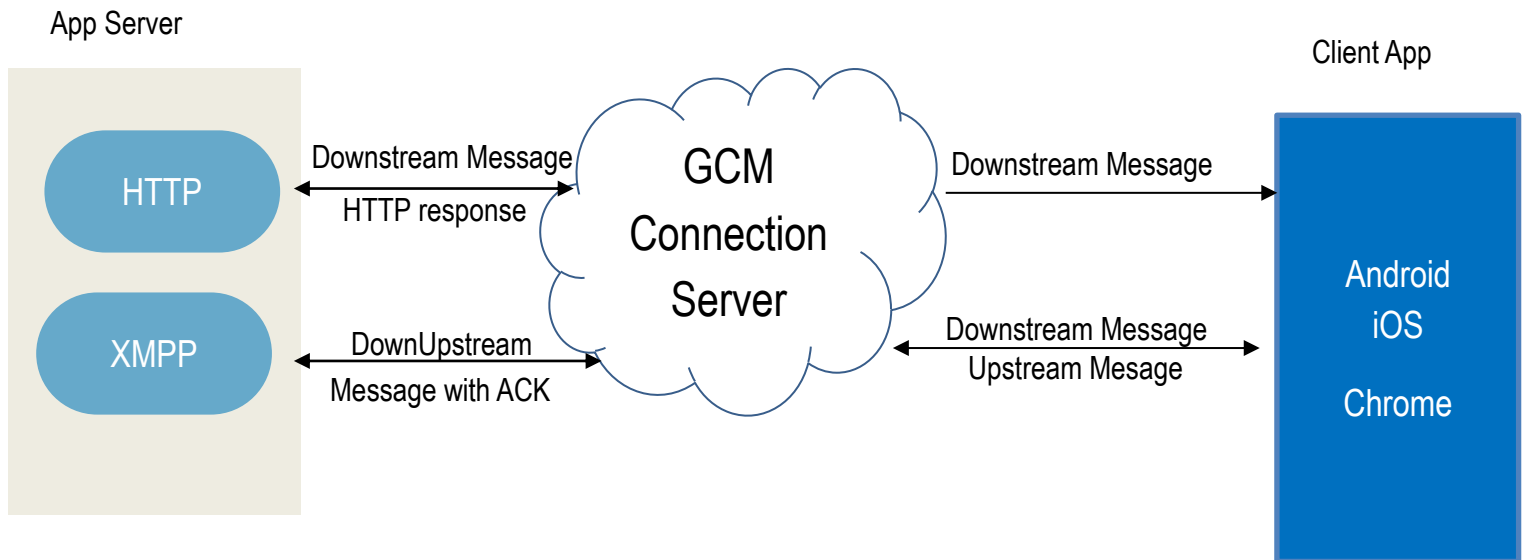 App Server
Client App
HTTP
XMPP
Downstream Message
HTTP response
DownUpstream
Message with ACK
GCM
Connection
Server
Downstream Message
Downstream Message
Upstream Mesage
Android
iOS
Chrome